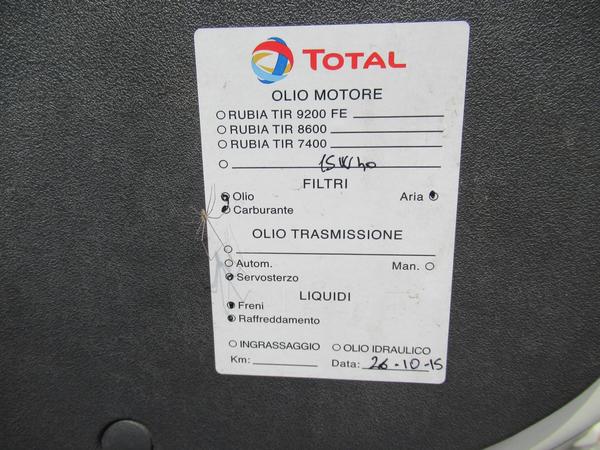 TOTAL
OLIO MOTORE
RUBIA TIR 9200 FE
RUBIA TIR 8600
RUBIA TIR 7400
15W40
FILTRI
Olio Aria
Carburante
OLIO TRASMISSIONE
Autom. Man.
Servosterzo
LIQUIDI
Freni
Raffreddamento
INGRASSAGGIO OLIO IDRAULICO
Km: Data: 26-10-15